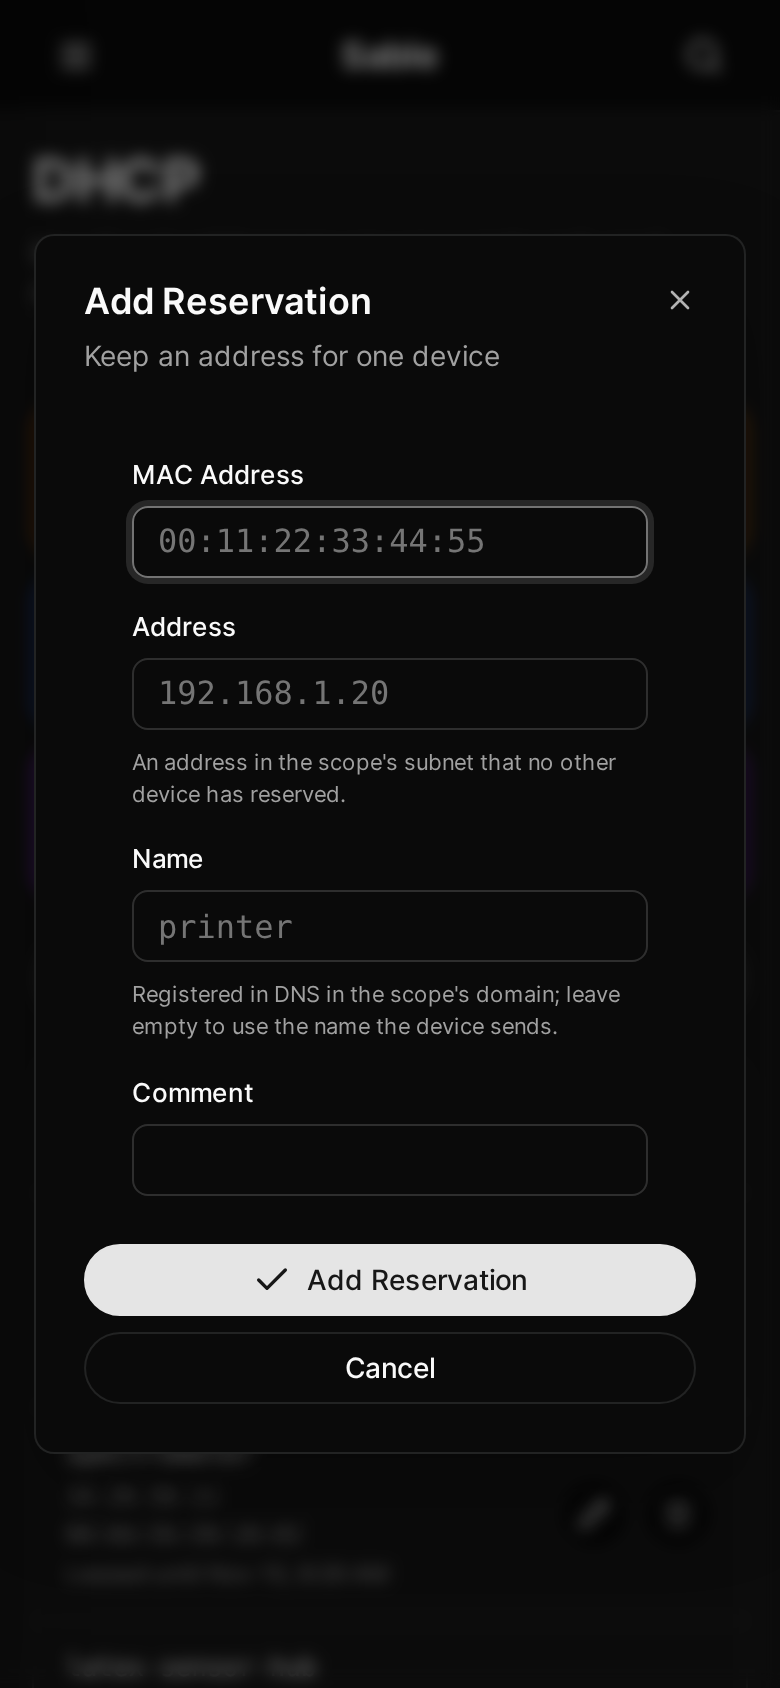 Sable
DHCP
Add Reservation
Keep an address for one device
MAC Address
00:11:22:33:44:55
Address
192.168.1.20
An address in the scope's subnet that no other
device has reserved.
Name
printer
Registered in DNS in the scope's domain; leave
empty to use the name the device sends.
Comment
Add Reservation
Cancel